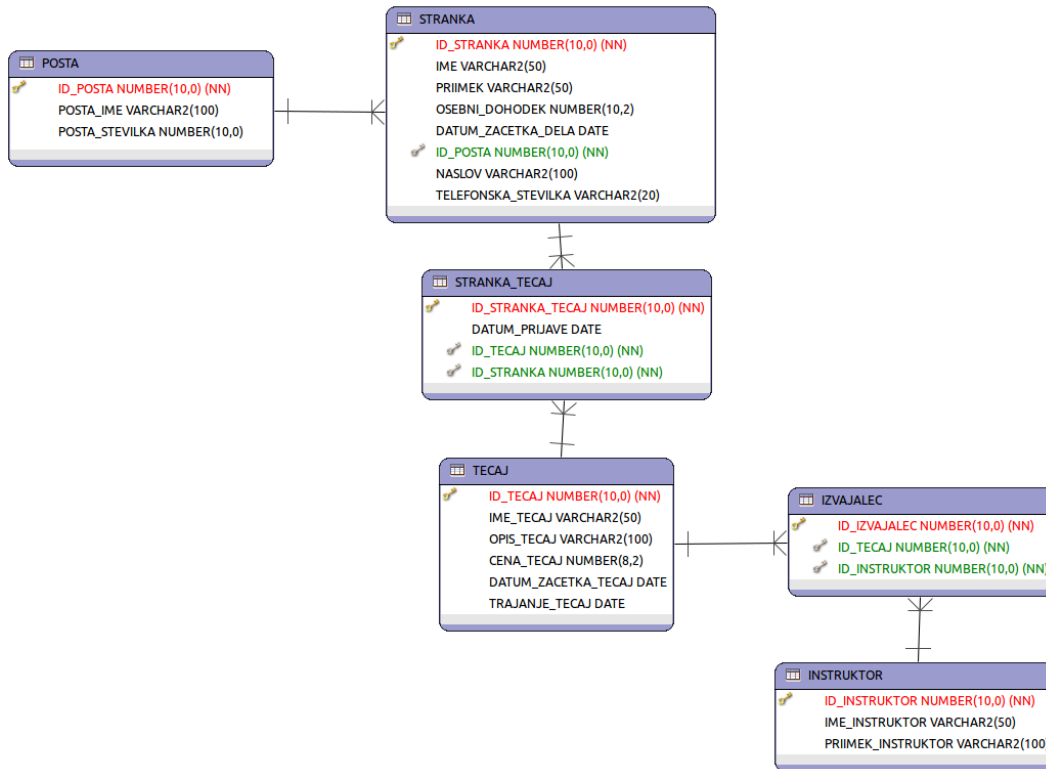 POSTA
ID_POSTA NUMBER(10,0) (NN)
POSTA_IME VARCHAR2(100)
POSTA_STEVILKA NUMBER(10,0)
STRANKA
ID_STRANKA NUMBER(10,0) (NN)
IME VARCHAR2(50)
PRIIMEK VARCHAR2(50)
OSEBNI_DOHODEK NUMBER(10,2)
DATUM_ZACETKA_DELA DATE
ID_POSTA NUMBER(10,0) (NN)
NASLOV VARCHAR2(100)
TELEFONSKA_STEVILKA VARCHAR2(20)
STRANKA_TECAJ
ID_STRANKA_TECAJ NUMBER(10,0) (NN)
DATUM_PRIJAVE DATE
ID_TECAJ NUMBER(10,0) (NN)
ID_STRANKA NUMBER(10,0) (NN)
TECAJ
ID_TECAJ NUMBER(10,0) (NN)
IME_TECAJ VARCHAR2(50)
OPIS_TECAJ VARCHAR2(100)
CENA_TECAJ NUMBER(8,2)
DATUM_ZACETKA_TECAJ DATE
TRAJANJE_TECAJ DATE
IZVAJALEC
ID_IZVAJALEC NUMBER(10,0) (NN)
ID_TECAJ NUMBER(10,0) (NN)
ID_INSTRUKTOR NUMBER(10,0) (NN)
INSTRUKTOR
ID_INSTRUKTOR NUMBER(10,0) (NN)
IME_INSTRUKTOR VARCHAR2(50)
PRIIMEK_INSTRUKTOR VARCHAR2(100)